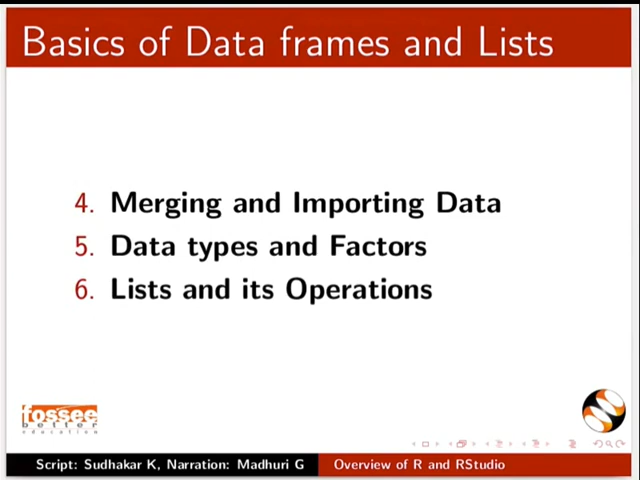 Basics of Data frames and Lists
4. Merging and Importing Data
5. Data types and Factors
6. Lists and its Operations
fossee
better
education
Script: Sudhakar K, Narration: Madhuri G
Overview of R and RStudio